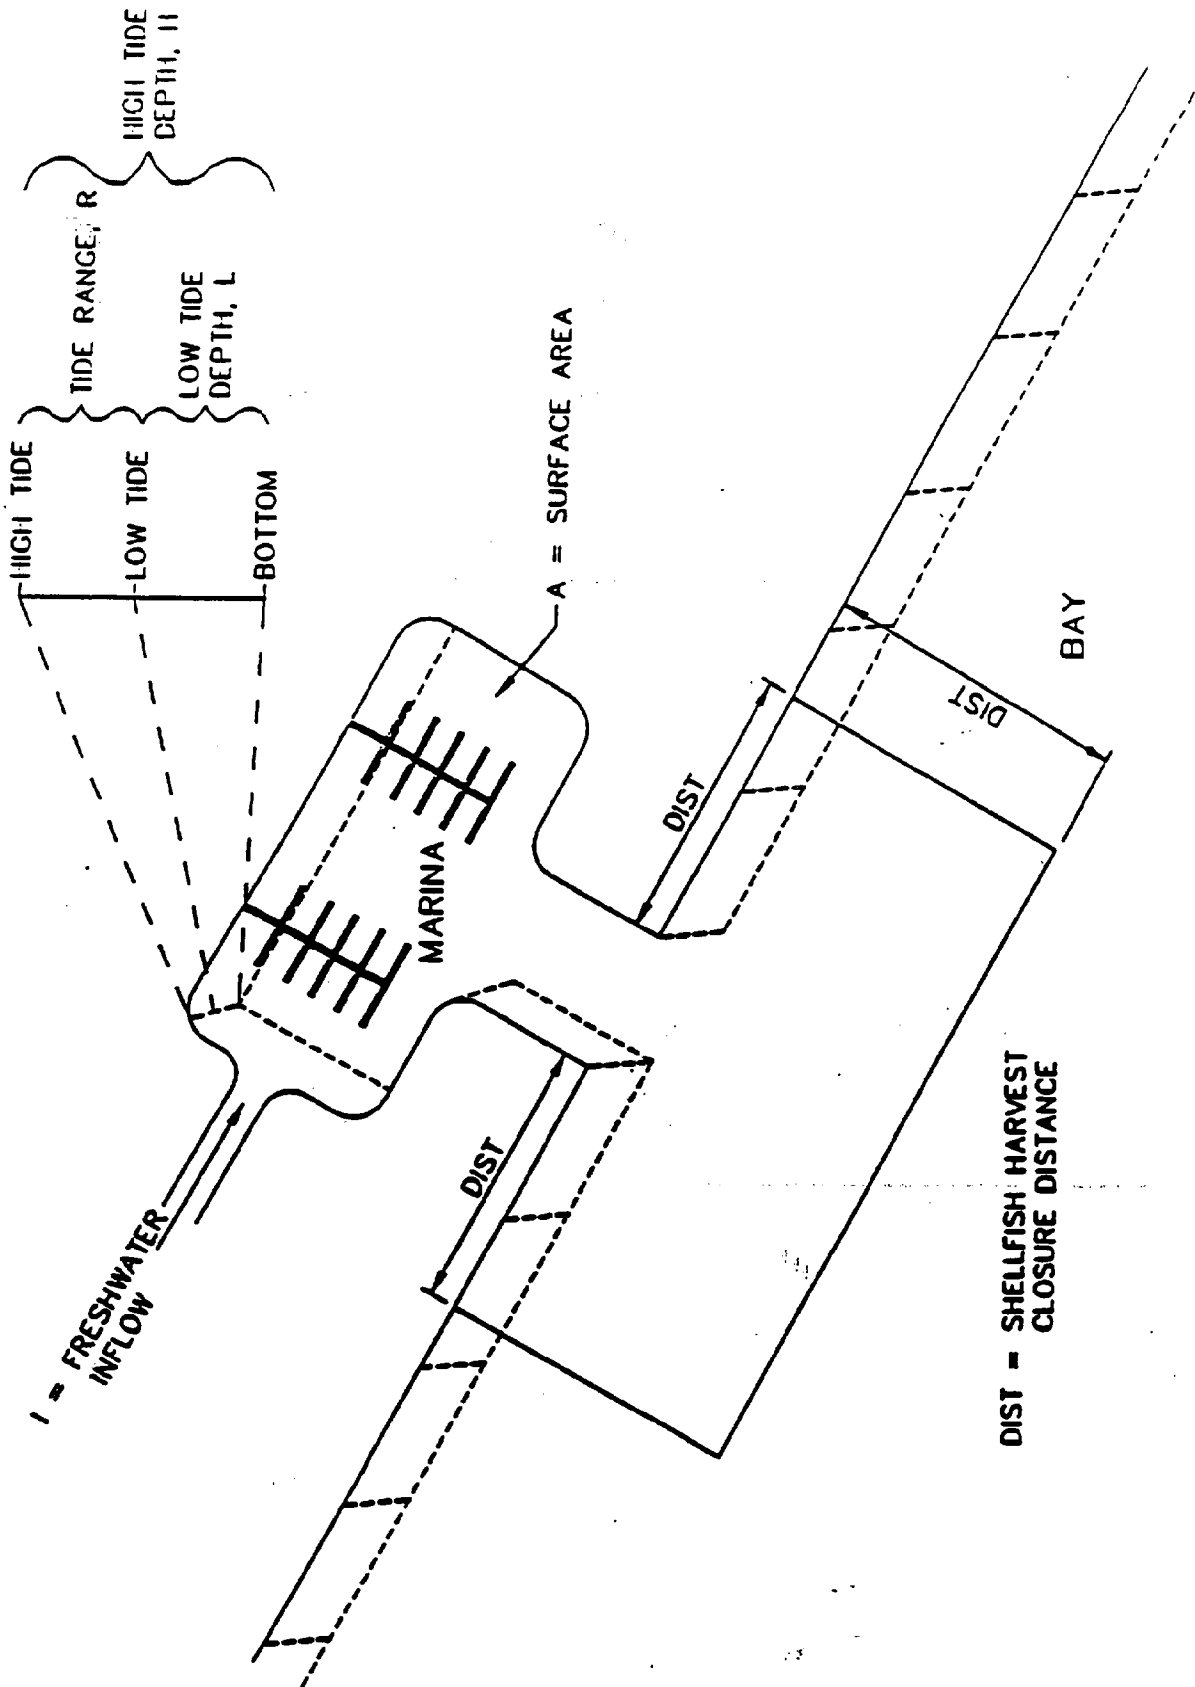 HIGH TIDE
DEPTH, H
TIDE RANGE, R
LOW TIDE
DEPTH, L
HIGH TIDE
LOW TIDE
BOTTOM
A = SURFACE AREA
MARINA
I = FRESHWATER
INFLOW
DIST
DIST
DIST
BAY
DIST = SHELLFISH HARVEST
CLOSURE DISTANCE